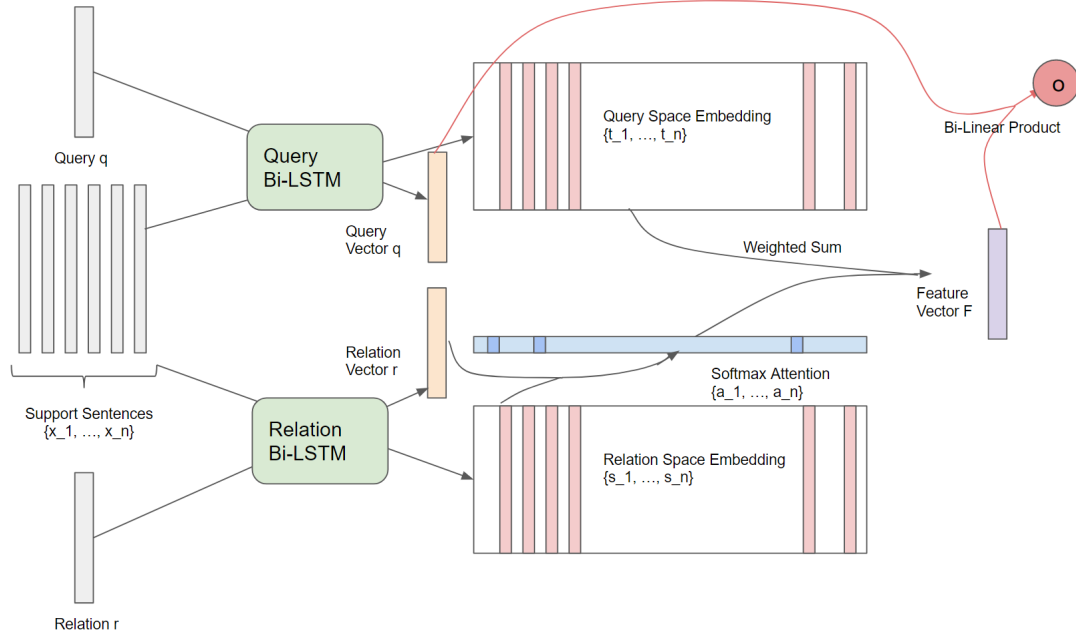 Query q
Query
Bi-LSTM
Query
Vector q
Query Space Embedding
{t_1, …, t_n}
Bi-Linear Product
o
Weighted Sum
Feature
Vector F
Relation
Vector r
Softmax Attention
{a_1, …, a_n}
Support Sentences
{x_1, …, x_n}
Relation
Bi-LSTM
Relation Space Embedding
{s_1, …, s_n}
Relation r